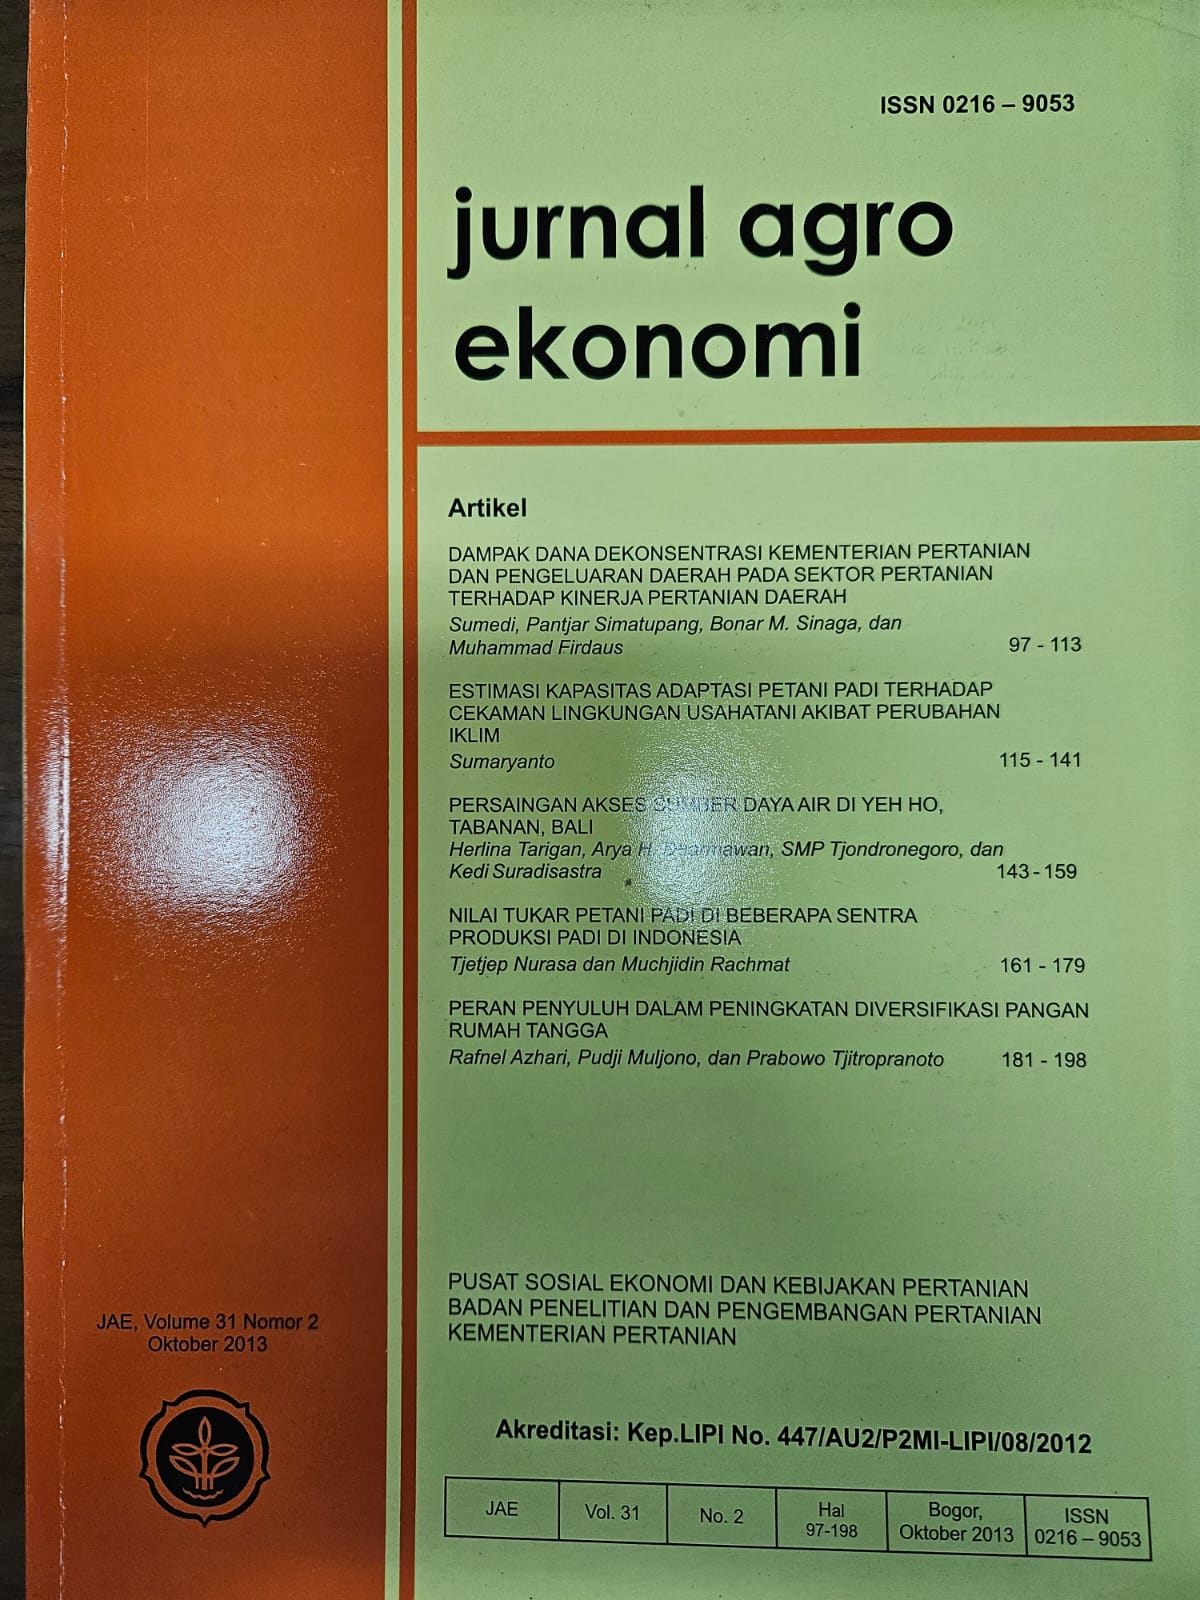 ISSN 0216 – 9053
jurnal agro
ekonomi
Artikel
DAMPAK DANA DEKONSENTRASI KEMENTERIAN PERTANIAN
DAN PENGELUARAN DAERAH PADA SEKTOR PERTANIAN
TERHADAP KINERJA PERTANIAN DAERAH
Sumedi, Pantjar Simatupang, Bonar M. Sinaga, dan
Muhammad Firdaus 97 - 113
ESTIMASI KAPASITAS ADAPTASI PETANI PADI TERHADAP
CEKAMAN LINGKUNGAN USAHATANI AKIBAT PERUBAHAN
IKLIM
Sumaryanto 115 - 141
PERSAINGAN AKSES SUMBER DAYA AIR DI YEH HO,
TABANAN, BALI
Herlina Tarigan, Arya H. Dharmawan, SMP Tjondronegoro, dan
Kedi Suradisastra 143 - 159
NILAI TUKAR PETANI PADI DI BEBERAPA SENTRA
PRODUKSI PADI DI INDONESIA
Tjetjep Nurasa dan Muchjidin Rachmat 161 - 179
PERAN PENYULUH DALAM PENINGKATAN DIVERSIFIKASI PANGAN
RUMAH TANGGA
Rafnel Azhari, Pudji Muljono, dan Prabowo Tjitropranoto 181 - 198
PUSAT SOSIAL EKONOMI DAN KEBIJAKAN PERTANIAN
BADAN PENELITIAN DAN PENGEMBANGAN PERTANIAN
KEMENTERIAN PERTANIAN
JAE, Volume 31 Nomor 2
Oktober 2013
Akreditasi: Kep.LIPI No. 447/AU2/P2MI-LIPI/08/2012
JAE
Vol. 31
No. 2
Hal
97-198
Bogor,
Oktober 2013
ISSN
0216 – 9053